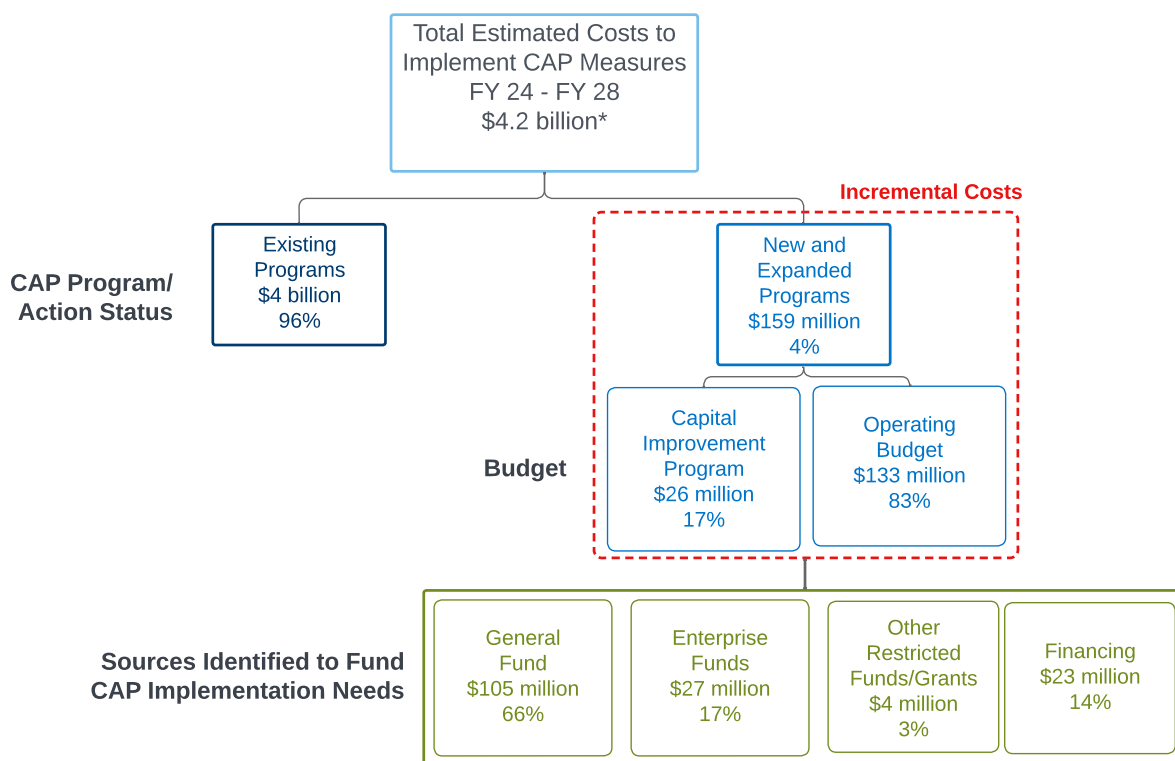 Total Estimated Costs to
Implement CAP Measures
FY 24 - FY 28
$4.2 billion*
Incremental Costs
CAP Program/
Action Status
Existing
Programs
$4 billion
96%
New and
Expanded
Programs
$159 million
4%
Budget
Capital
Improvement
Program
$26 million
17%
Operating
Budget
$133 million
83%
Sources Identified to Fund
CAP Implementation Needs
General
Fund
$105 million
66%
Enterprise
Funds
$27 million
17%
Other
Restricted
Funds/Grants
$4 million
3%
Financing
$23 million
14%